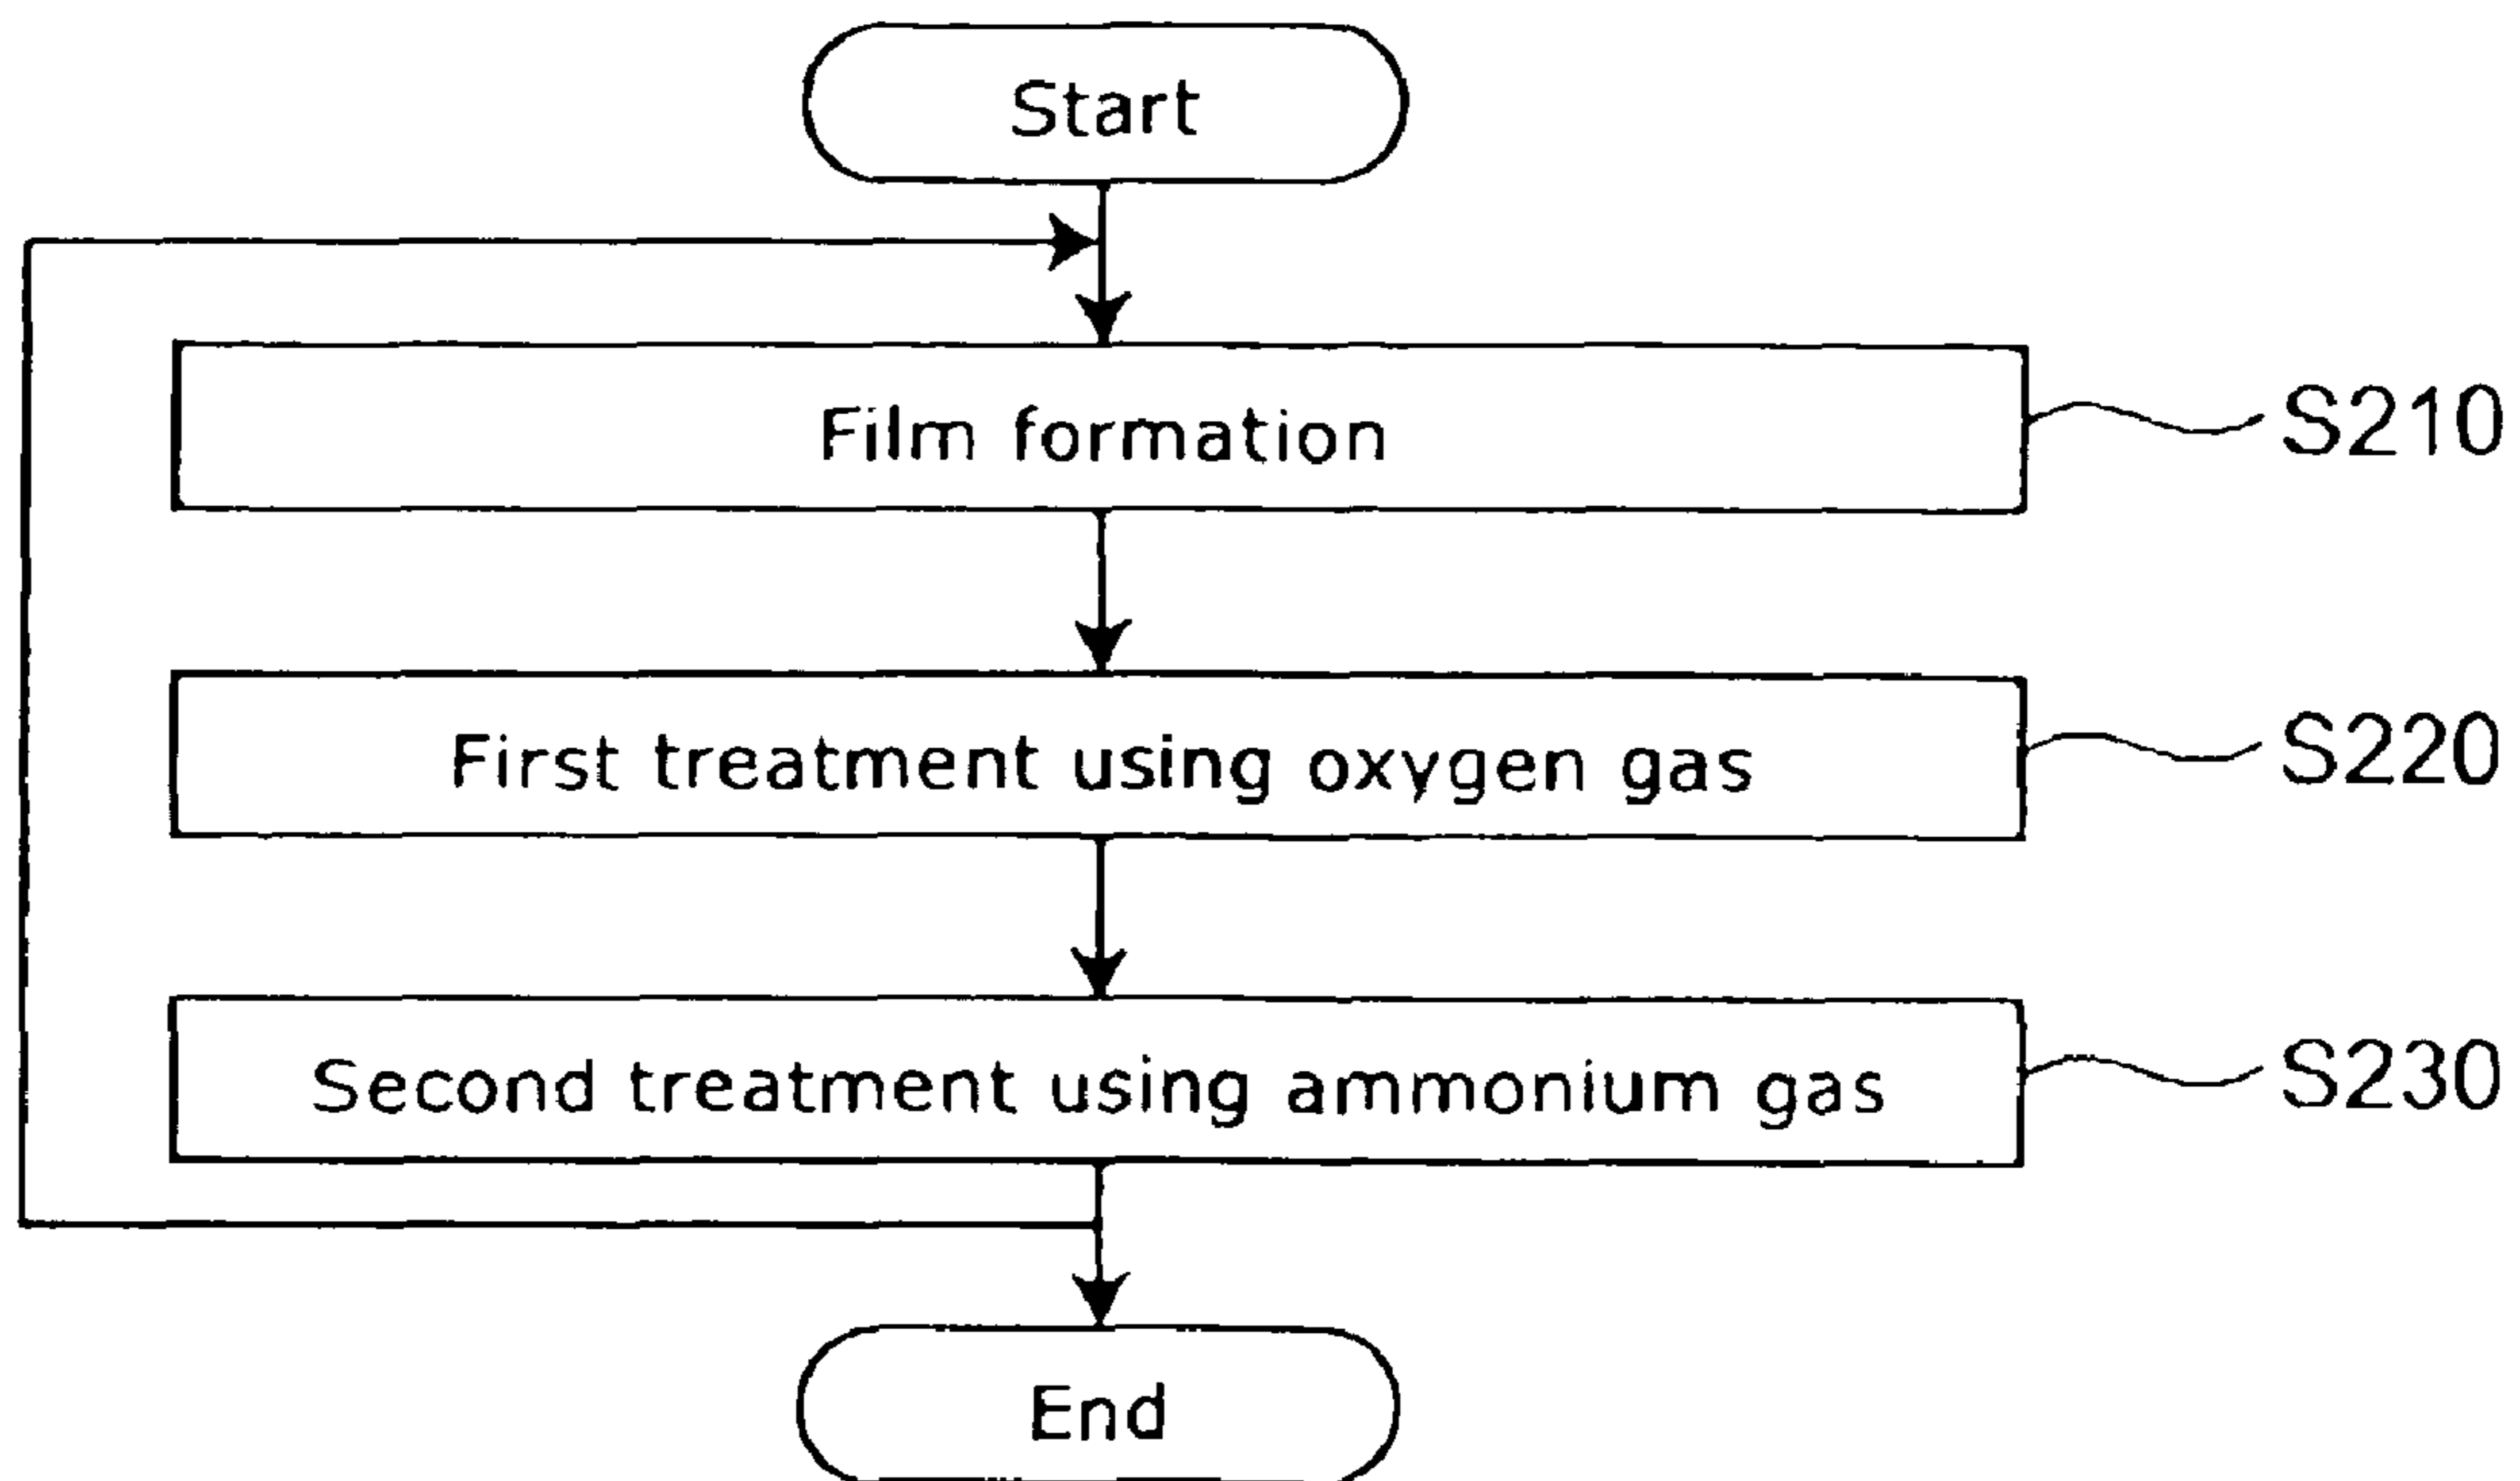 Start
Film formation
S210
First treatment using oxygen gas
S220
Second treatment using ammonium gas
S230
End